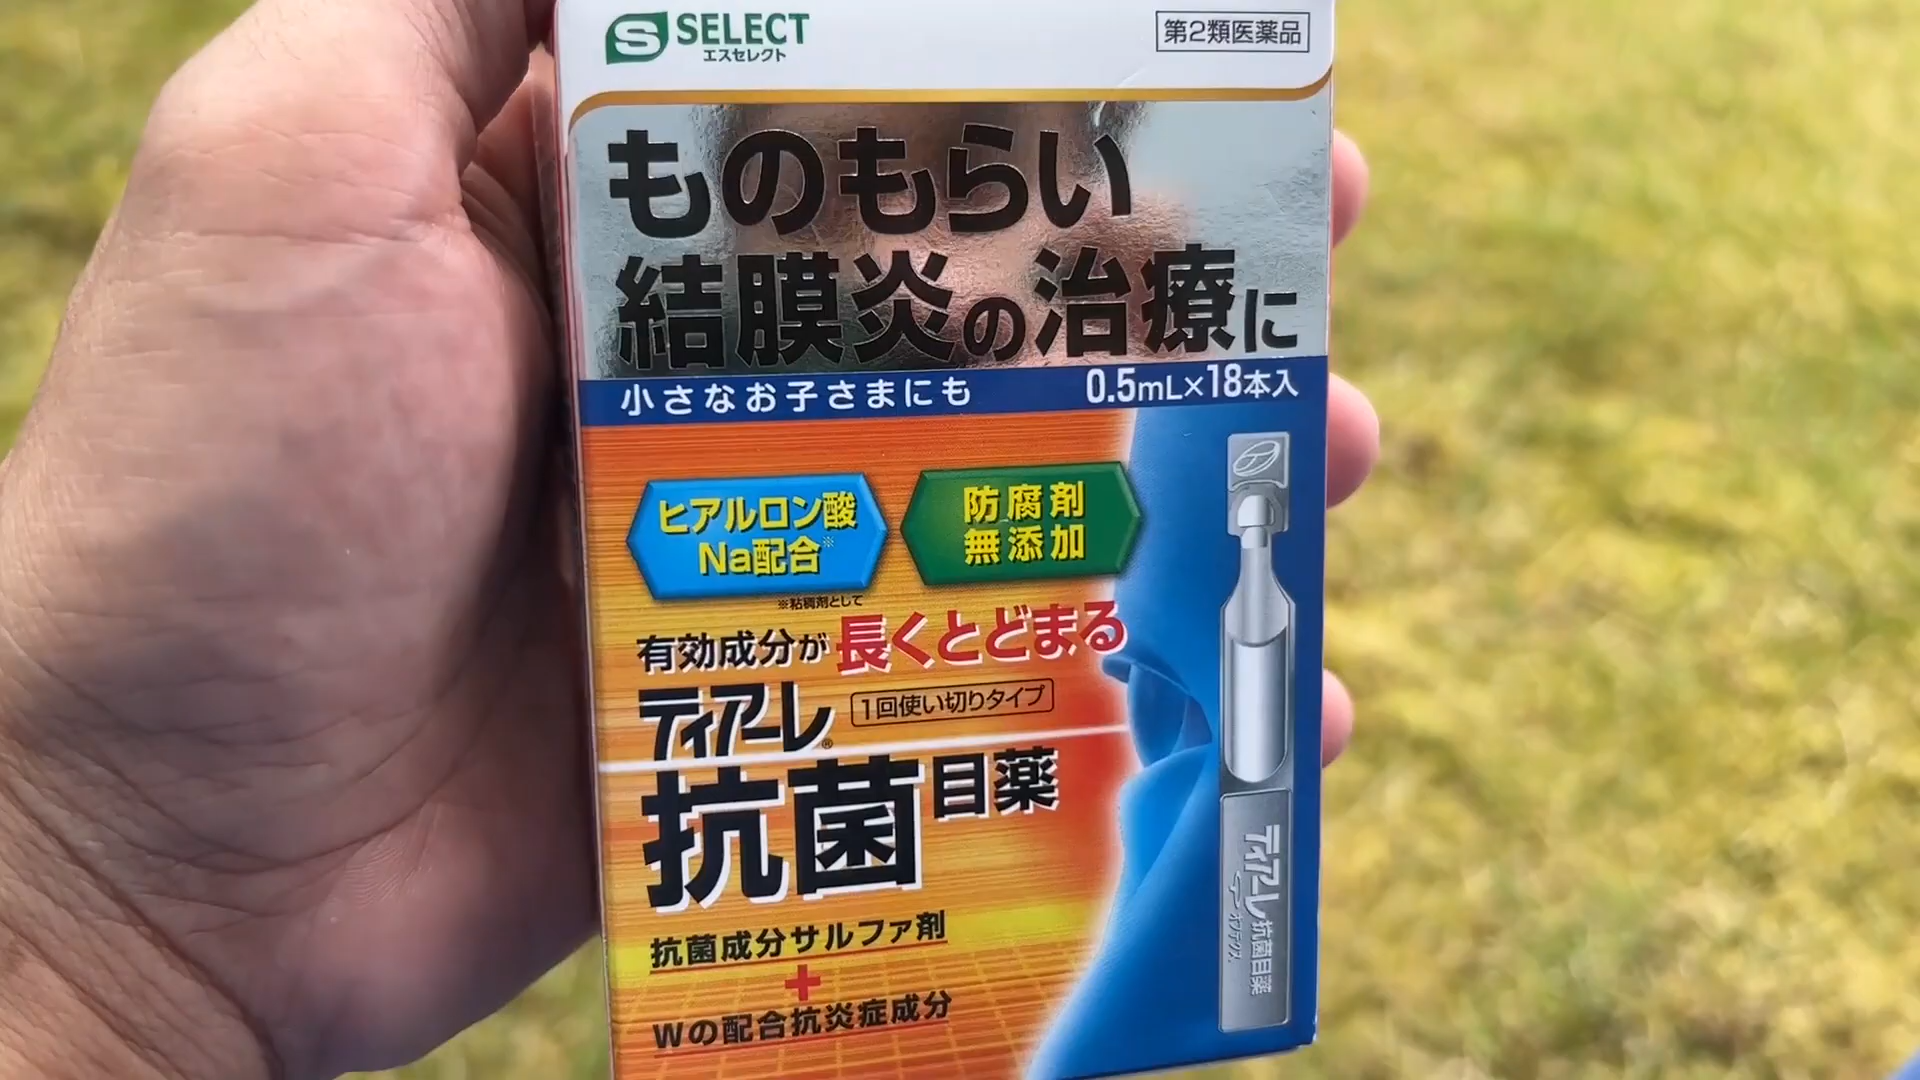 SELECT
エスセレクト
第2類医薬品
ものもらい
結膜炎の治療に
小さなお子さまにも
0.5mL×18本入
ヒアルロン酸
Na配合※
防腐剤
無添加
※粘稠剤として
有効成分が長くとどまる
ティアーレ®
1回使い切りタイプ
抗菌目薬
抗菌成分サルファ剤
+
Wの配合抗炎症成分
ティアーレ
抗菌目薬